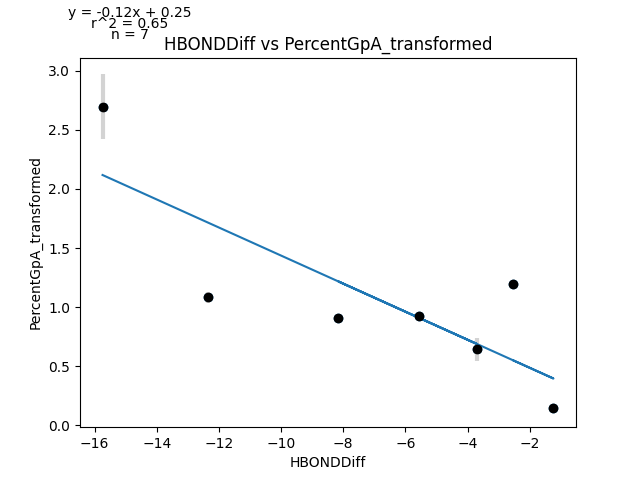 y = -0.12x + 0.25
r^2 = 0.65
n = 7
HBONDDiff vs PercentGpA_transformed
3.0
2.5
2.0
1.5
1.0
0.5
0.0
PercentGpA_transformed
−16 −14 −12 −10 −8 −6 −4 −2
HBONDDiff